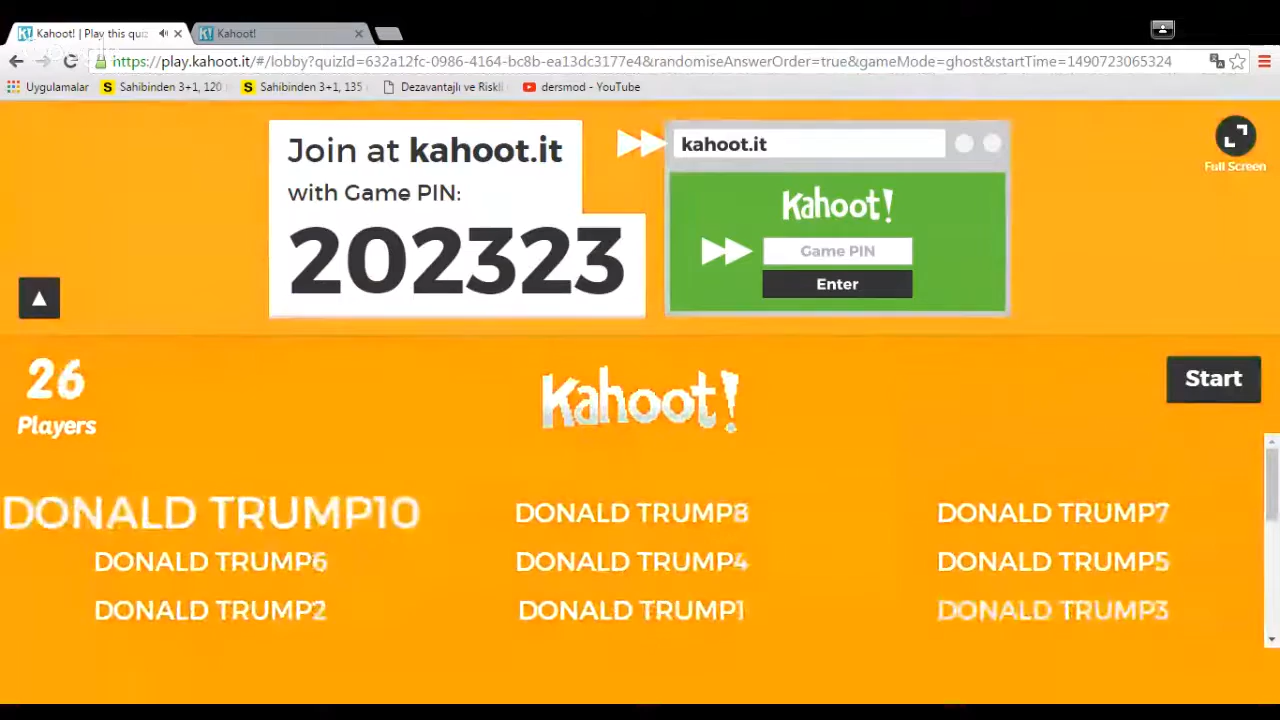 Kahoot! | Play this qui
Kahoot!
https://play.kahoot.it/#/lobby?quizId=632a12fc-0986-4164-
&randomiseAnswerOrder=true&gameMode=ghost&startTime=1490723065324
Uygulamalar
Sahibinden 3+1, 120
Sahibinden 3+1, 135
Dezavantajlı ve Riskli
dersmod - YouTube
Join at kahoot.it
with Game PIN:
202323
kahoot.it
Kahoot!
Game PIN
Enter
Full Screen
26
Players
Kahoot!
Start
DONALD TRUMP10 DONALD TRUMP8 DONALD TRUMP7
DONALD TRUMP6 DONALD TRUMP4 DONALD TRUMP5
DONALD TRUMP2 DONALD TRUMP1 DONALD TRUMP3